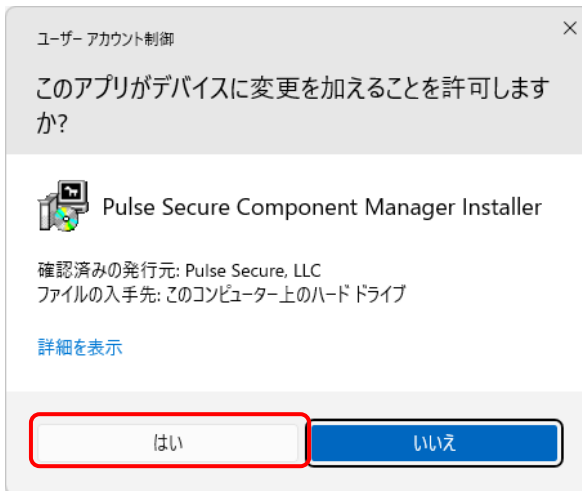 ユーザー アカウント制御
×
このアプリがデバイスに変更を加えることを許可します
か?
Pulse Secure Component Manager Installer
確認済みの発行元: Pulse Secure, LLC
ファイルの入手先: このコンピューター上のハード ドライブ
詳細を表示
はい
いいえ